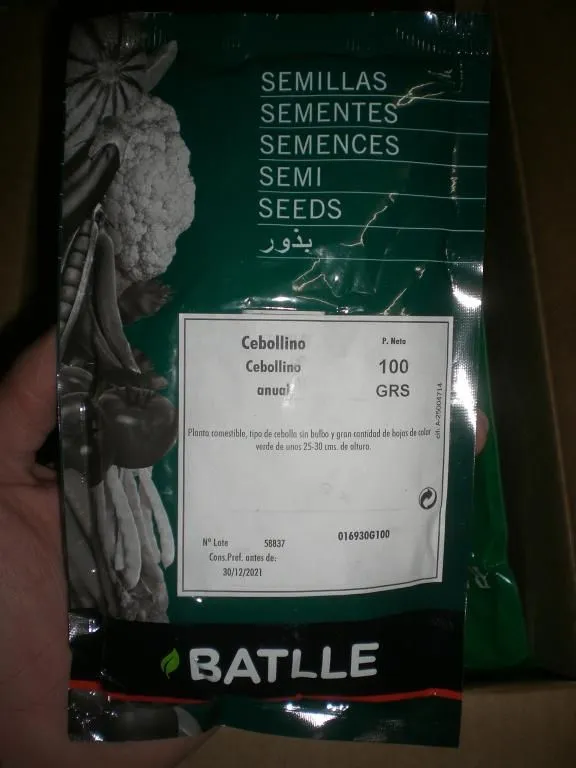 SEMILLAS
SEMENTES
SEMENCES
SEMI
SEEDS
بذور
Cebollino
P. Neto
Cebollino
100
anual
GRS
Planta comestible, tipo de cebolla sin bulbo y gran cantidad de hojas de color
verde de unos 25-30 cms. de altura.
cif: A-25004714
Nº Lote 58837
016930G100
Cons.Pref. antes de:
30/12/2021
BATLLE